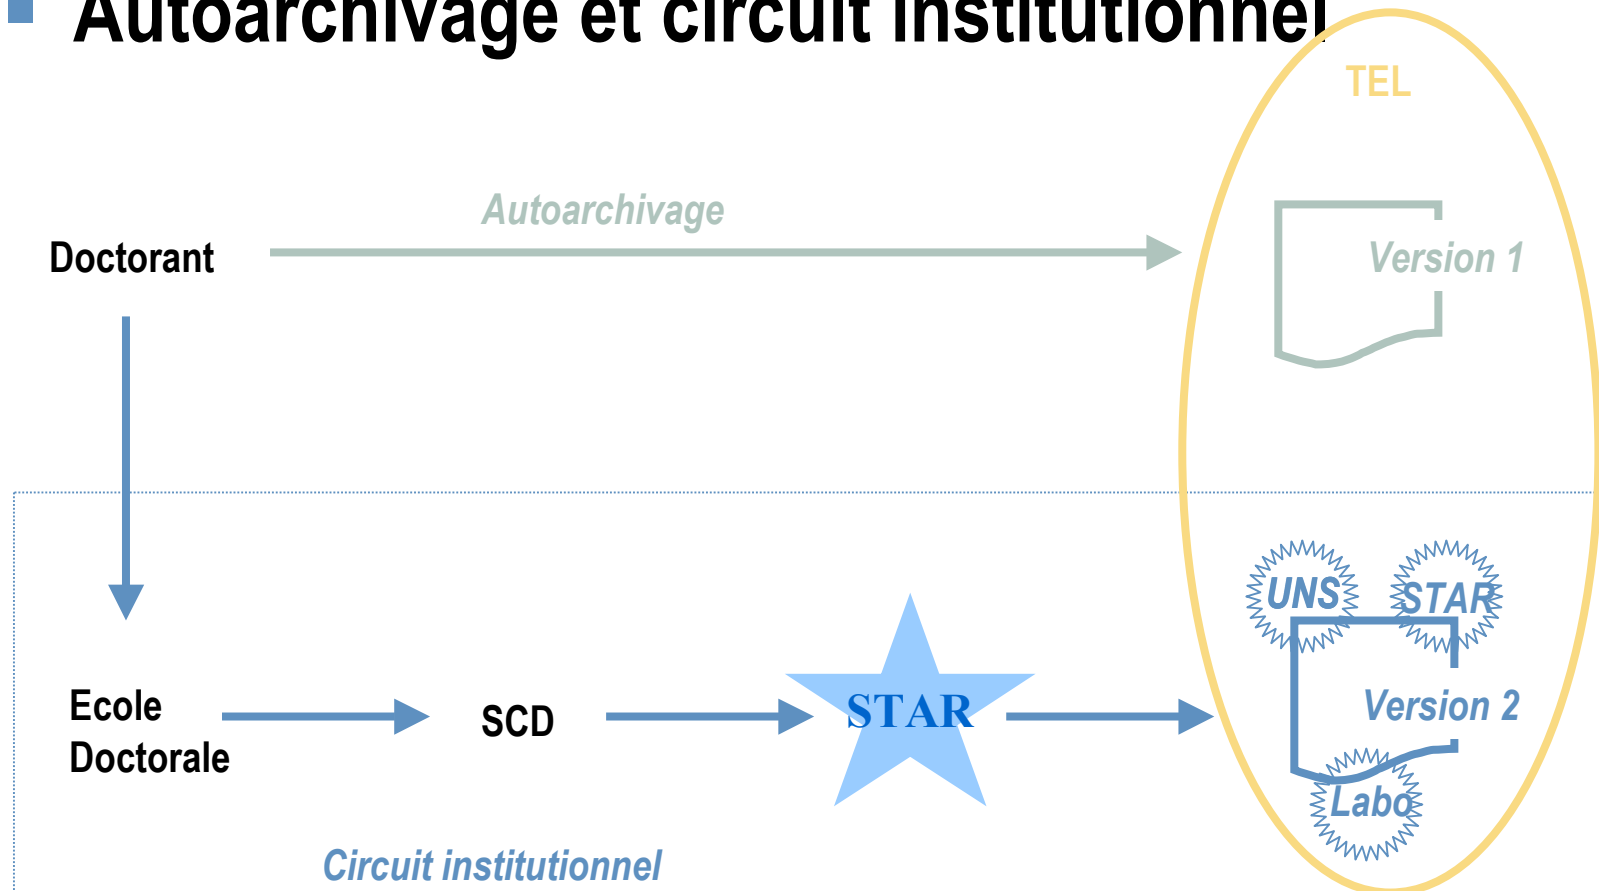 Autoarchivage et circuit institutionnel
TEL
Autoarchivage
Doctorant
Version 1
UNS
STAR
Ecole
Doctorale
SCD
STAR
Version 2
Labo
Circuit institutionnel